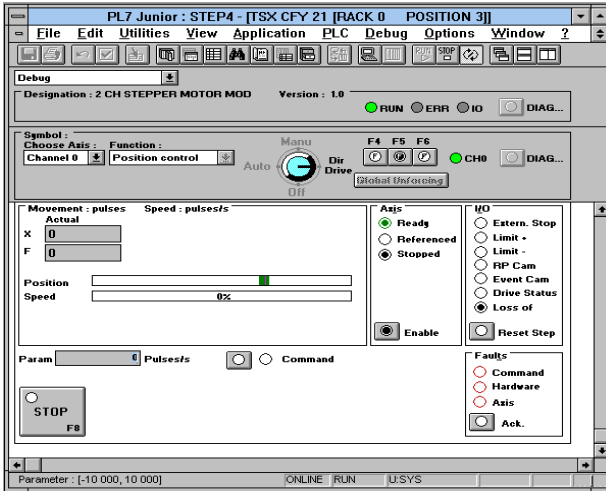 PL7 Junior : STEP4 - [TSX CFY 21 [RACK 0 POSITION 3]]
File Edit Utilities View Application PLC Debug Options Window ?
RUN STOP
Debug
Designation : 2 CH STEPPER MOTOR MOD Version : 1.0
RUN ERR IO DIAG...
Symbol :
Choose Axis : Function :
Channel 0 Position control
Manu
Auto
Dir Drive
Off
F4 F5 F6
CH0 DIAG...
Global Unforcing
Movement : pulses Speed : pulses/s
Actual
X 0
F 0
Position
Speed 0%
Axis
Ready
Referenced
Stopped
Enable
I/O
Extern. Stop
Limit +
Limit -
RP Cam
Event Cam
Drive Status
Loss of
Reset Step
Param 0 Pulses/s Command
STOP
F8
Faults
Command
Hardware
Axis
Ack.
Parameter : [-10 000, 10 000] ONLINE RUN U:SYS